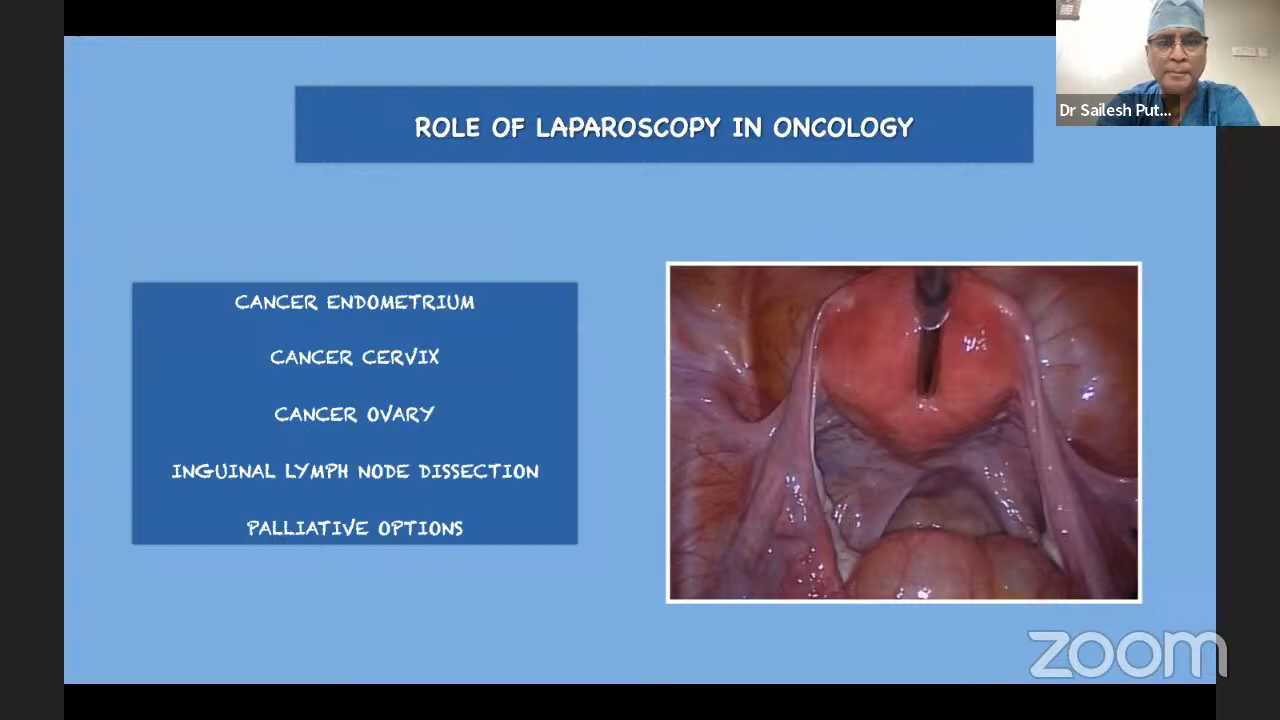 ROLE OF LAPAROSCOPY IN ONCOLOGY
Dr Sailesh Put...
CANCER ENDOMETRIUM
CANCER CERVIX
CANCER OVARY
INGUINAL LYMPH NODE DISSECTION
PALLIATIVE OPTIONS
zoom